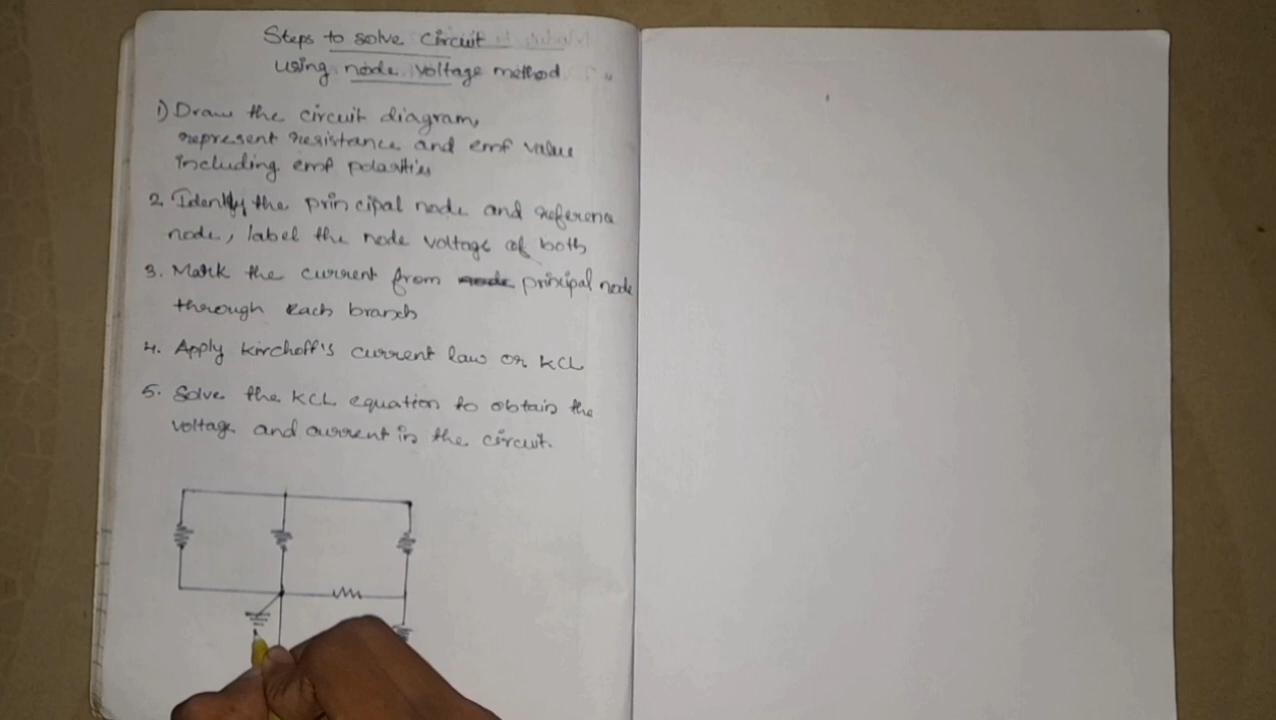 Steps to solve circuit
using node voltage method
1) Draw the circuit diagram,
represent resistance and emf value
including emf polarities
2. Identify the principal node and reference
node, label the node voltage of both
3. Mark the current from node principal node
through each branch
4. Apply kirchoff's current law or KCL
5. Solve the KCL equation to obtain the
voltage and current in the circuit.